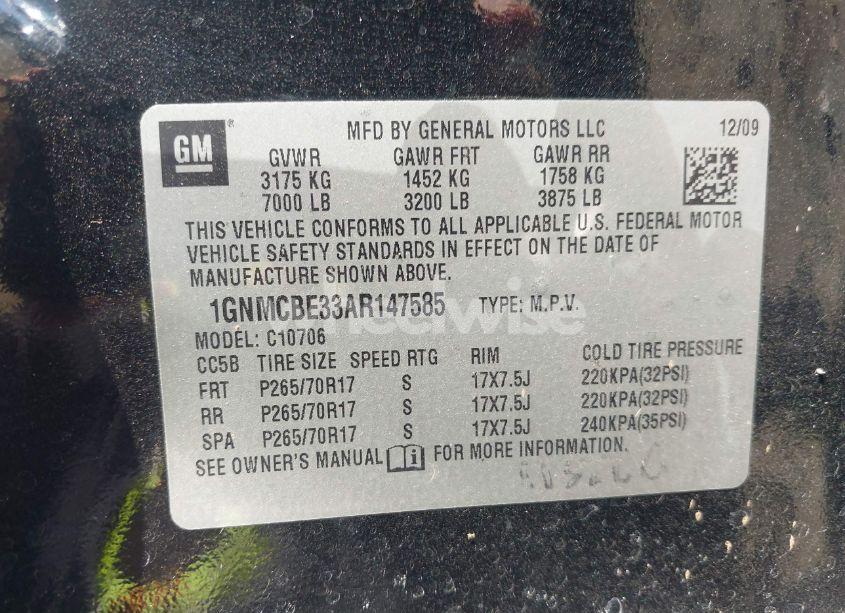 GM® MFD BY GENERAL MOTORS LLC 12/09
GVWR GAWR FRT GAWR RR
3175 KG 1452 KG 1758 KG
7000 LB 3200 LB 3875 LB
THIS VEHICLE CONFORMS TO ALL APPLICABLE U.S. FEDERAL MOTOR
VEHICLE SAFETY STANDARDS IN EFFECT ON THE DATE OF
MANUFACTURE SHOWN ABOVE.
1GNMCBE33AR147585 TYPE: M.P.V.
MODEL: C10706
CC5B TIRE SIZE SPEED RTG RIM COLD TIRE PRESSURE
FRT P265/70R17 S 17X7.5J 220KPA(32PSI)
RR P265/70R17 S 17X7.5J 220KPA(32PSI)
SPA P265/70R17 S 17X7.5J 240KPA(35PSI)
SEE OWNER'S MANUAL FOR MORE INFORMATION.